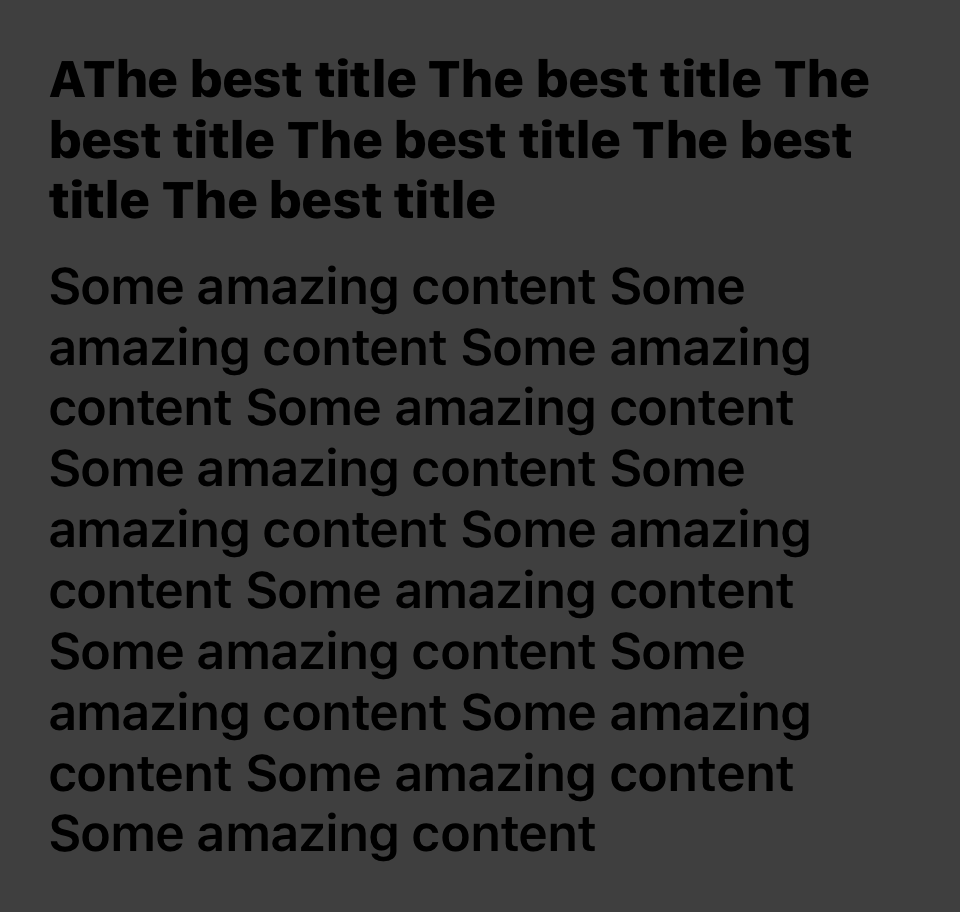 AThe best title The best title The
best title The best title The best
title The best title
Some amazing content Some
amazing content Some amazing
content Some amazing content
Some amazing content Some
amazing content Some amazing
content Some amazing content
Some amazing content Some
amazing content Some amazing
content Some amazing content
Some amazing content